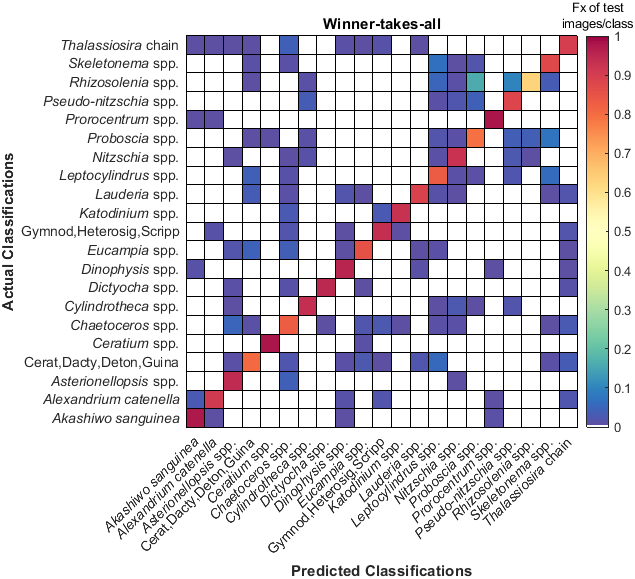 Winner-takes-all
Fx of test
images/class
Actual Classifications
Thalassiosira chain
Skeletonema spp.
Rhizosolenia spp.
Pseudo-nitzschia spp.
Prorocentrum spp.
Proboscia spp.
Nitzschia spp.
Leptocylindrus spp.
Lauderia spp.
Katodinium spp.
Gymnod,Heterosig,Scripp
Eucampia spp.
Dinophysis spp.
Dictyocha spp.
Cylindrotheca spp.
Chaetoceros spp.
Ceratium spp.
Cerat,Dacty,Deton,Guina
Asterionellopsis spp.
Alexandrium catenella
Akashiwo sanguinea
1
0.9
0.8
0.7
0.6
0.5
0.4
0.3
0.2
0.1
0
Akashiwo sanguinea
Alexandrium catenella
Asterionellopsis spp.
Cerat,Dacty,Deton,Guina
Ceratium spp.
Chaetoceros spp.
Cylindrotheca spp.
Dictyocha spp.
Dinophysis spp.
Eucampia spp.
Gymnod,Heterosig,Scripp
Katodinium spp.
Lauderia spp.
Leptocylindrus spp.
Nitzschia spp.
Proboscia spp.
Prorocentrum spp.
Pseudo-nitzschia spp.
Rhizosolenia spp.
Skeletonema spp.
Thalassiosira chain
Predicted Classifications